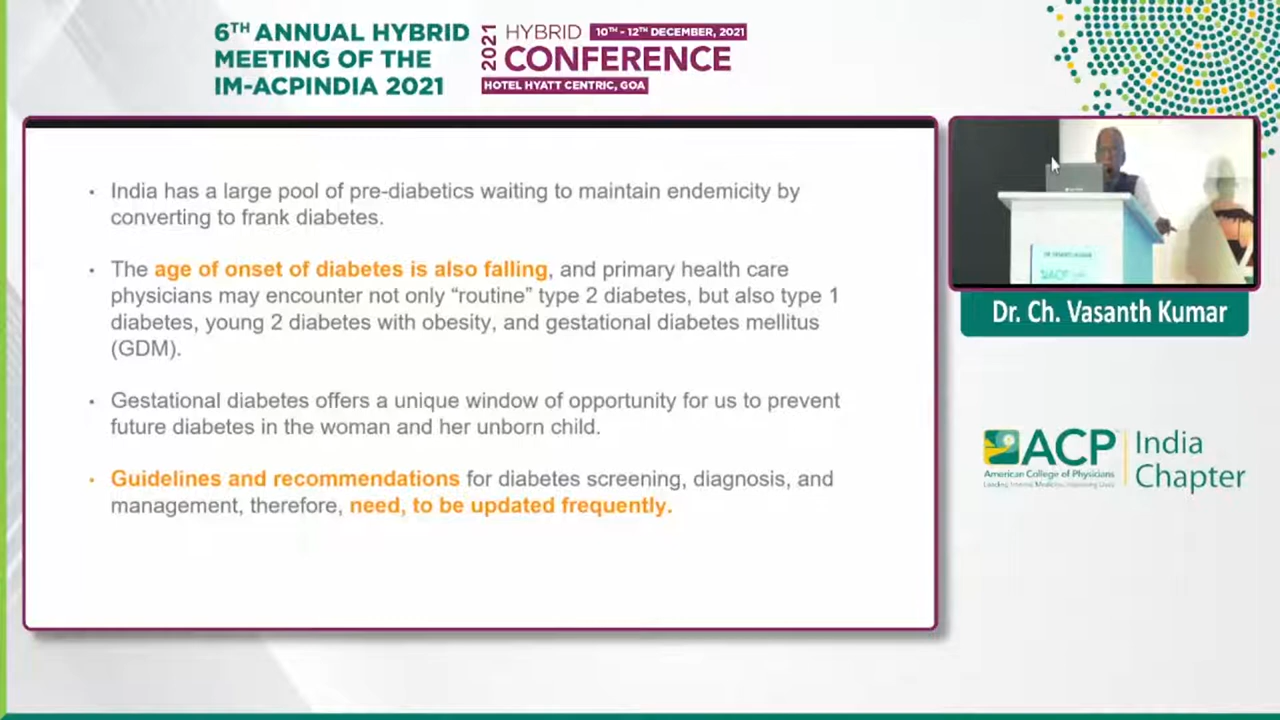 6TH ANNUAL HYBRID
MEETING OF THE
IM-ACPINDIA 2021
2021
HYBRID
10TH - 12TH DECEMBER, 2021
CONFERENCE
HOTEL HYATT CENTRIC, GOA
• India has a large pool of pre-diabetics waiting to maintain endemicity by
converting to frank diabetes.
• The age of onset of diabetes is also falling, and primary health care
physicians may encounter not only “routine” type 2 diabetes, but also type 1
diabetes, young 2 diabetes with obesity, and gestational diabetes mellitus
(GDM).
• Gestational diabetes offers a unique window of opportunity for us to prevent
future diabetes in the woman and her unborn child.
• Guidelines and recommendations for diabetes screening, diagnosis, and
management, therefore, need, to be updated frequently.
Dr. Ch. Vasanth Kumar
ACP
American College of Physicians
Leading Internal Medicine, Improving Lives
India
Chapter